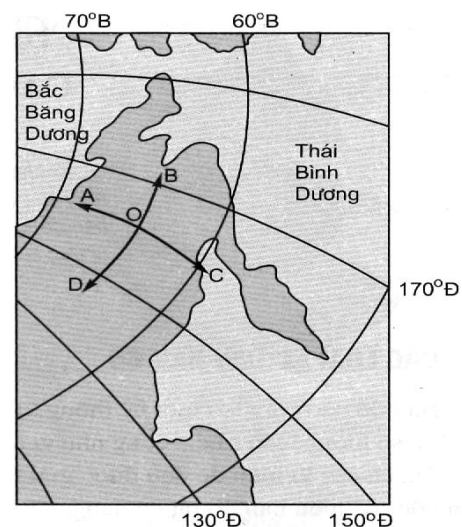 70°B
60°B
Bắc
Băng
Dương
Thái
Bình
Dương
B
A
O
D
C
170°Đ
130°Đ
150°Đ